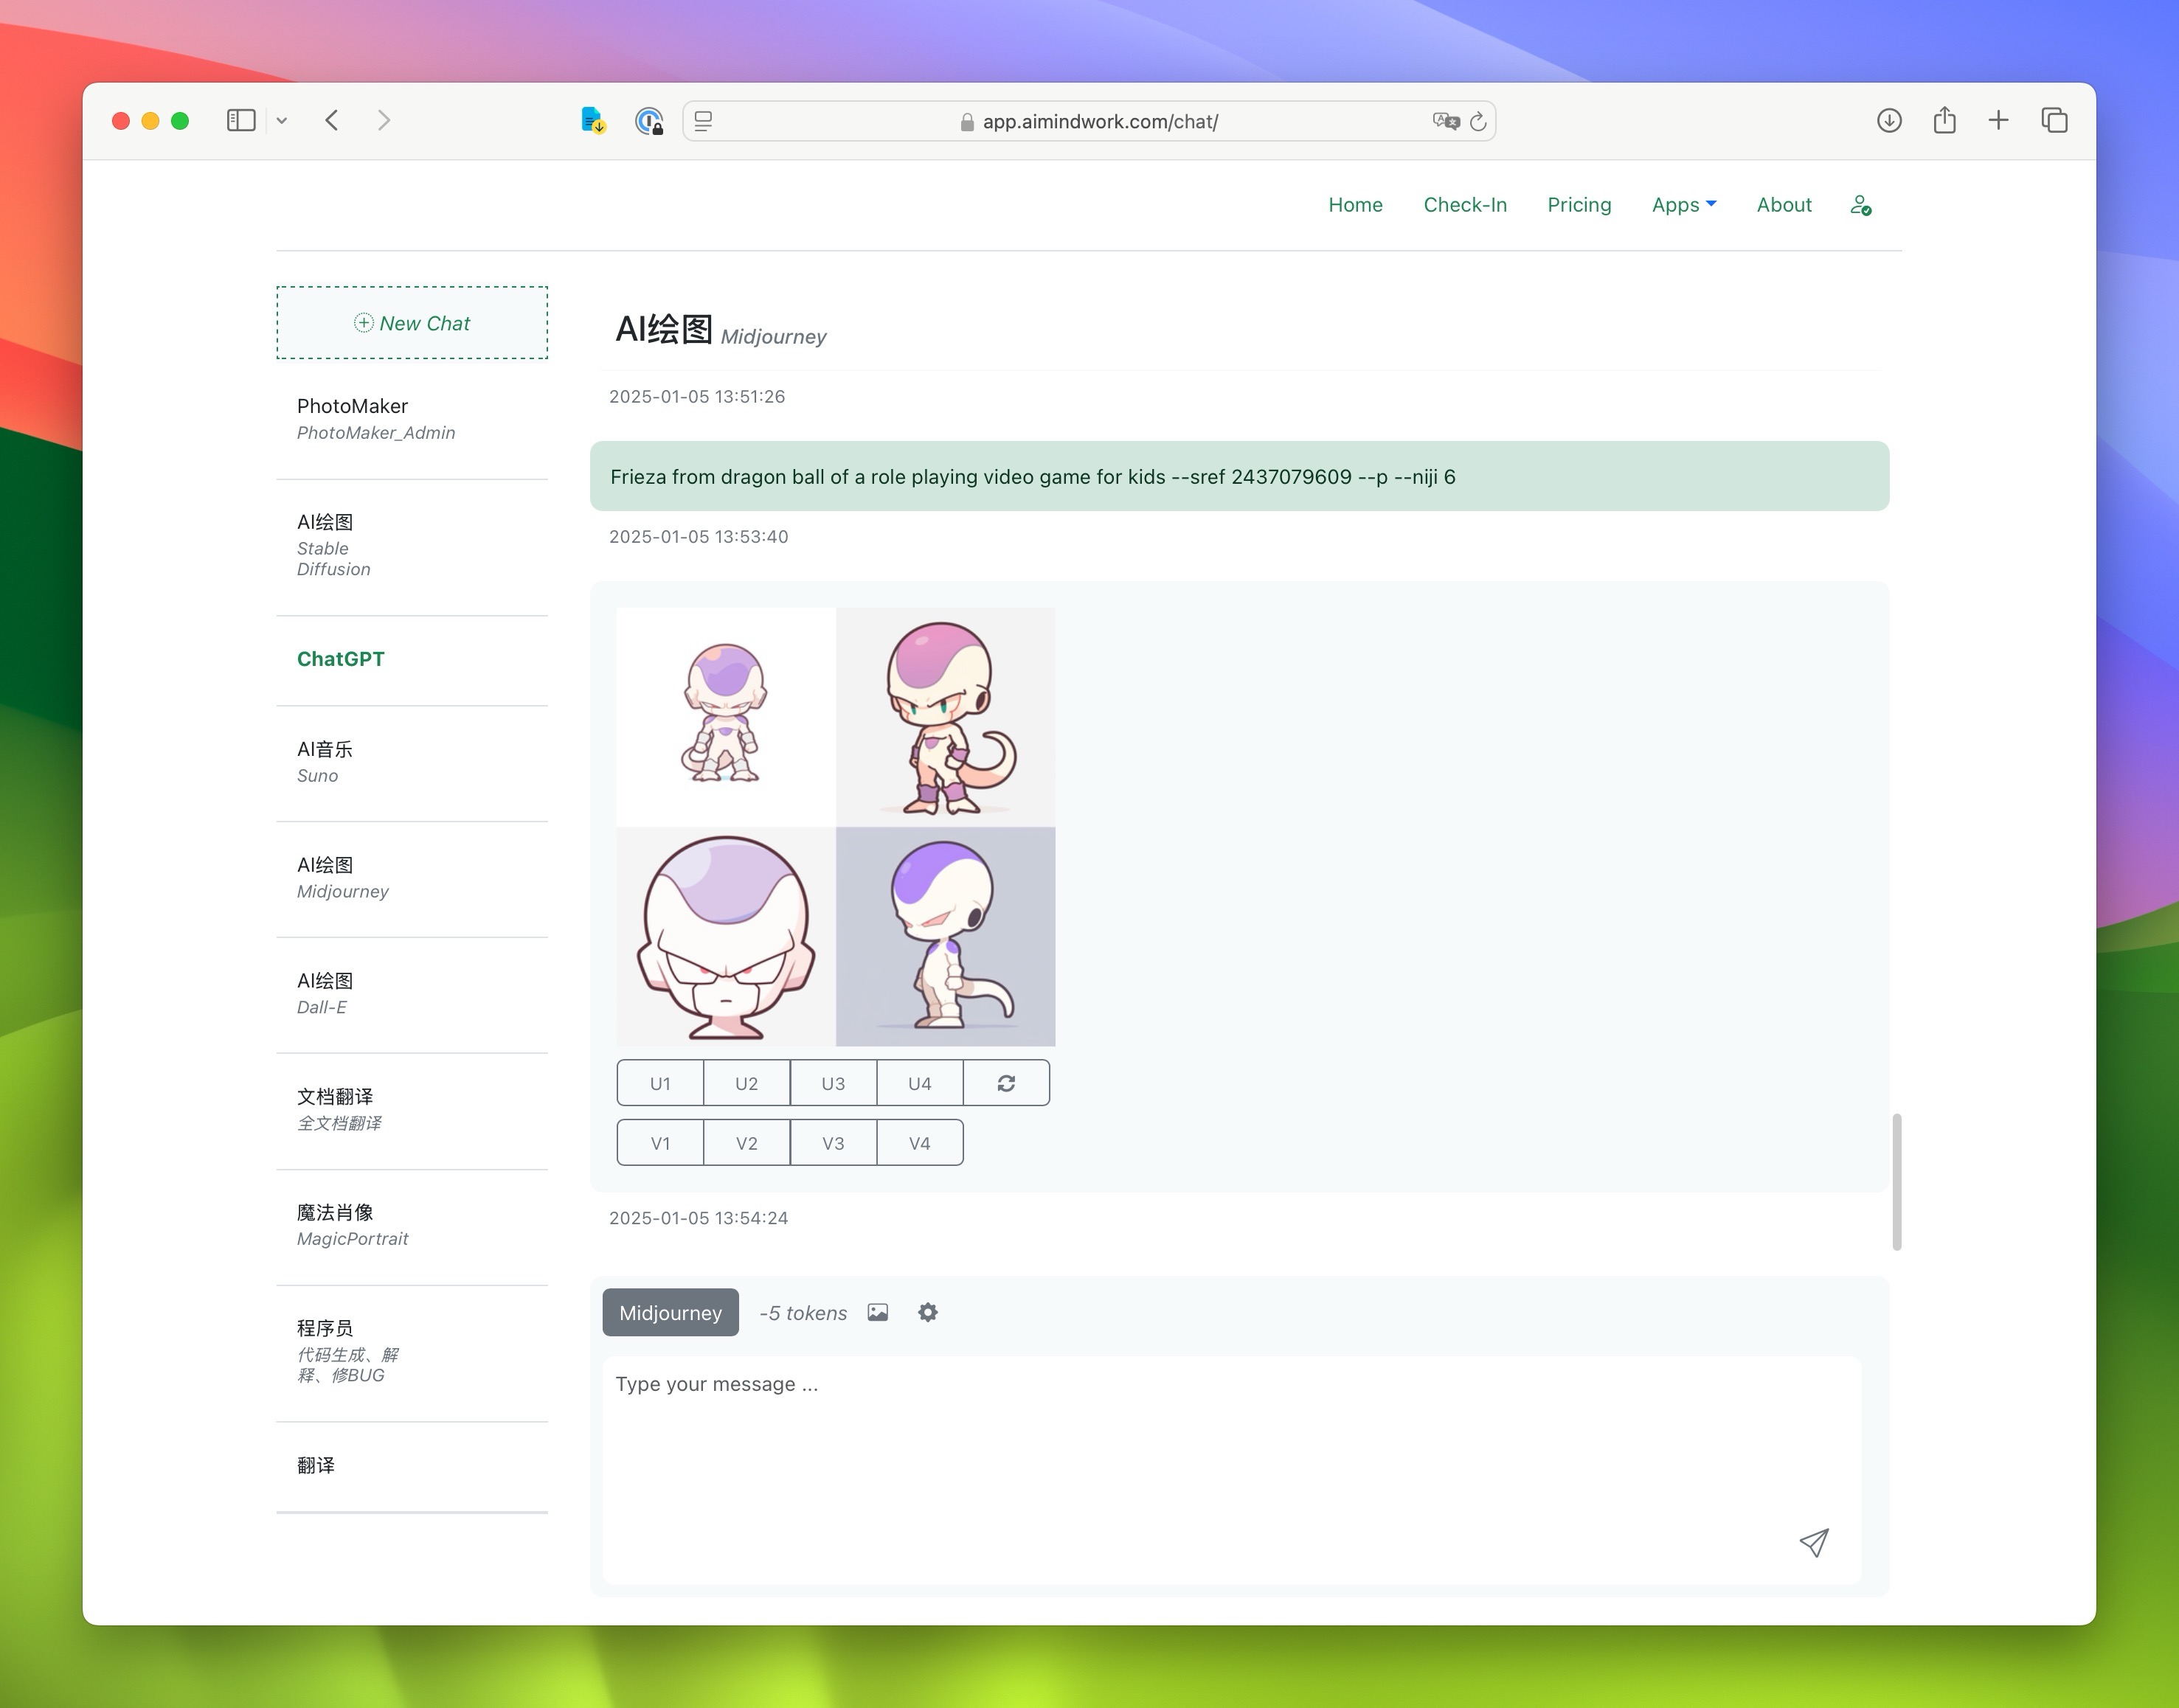 app.aimindwork.com/chat/
Home Check-In Pricing Apps About
New Chat
PhotoMaker
PhotoMaker_Admin
AI绘图
Stable
Diffusion
ChatGPT
AI音乐
Suno
AI绘图
Midjourney
AI绘图
Dall-E
文档翻译
全文档翻译
魔法肖像
MagicPortrait
程序员
代码生成、解
释、修BUG
翻译
AI绘图 Midjourney
2025-01-05 13:51:26
Frieza from dragon ball of a role playing video game for kids --sref 2437079609 --p --niji 6
2025-01-05 13:53:40
U1 U2 U3 U4
V1 V2 V3 V4
2025-01-05 13:54:24
Midjourney -5 tokens
Type your message ...